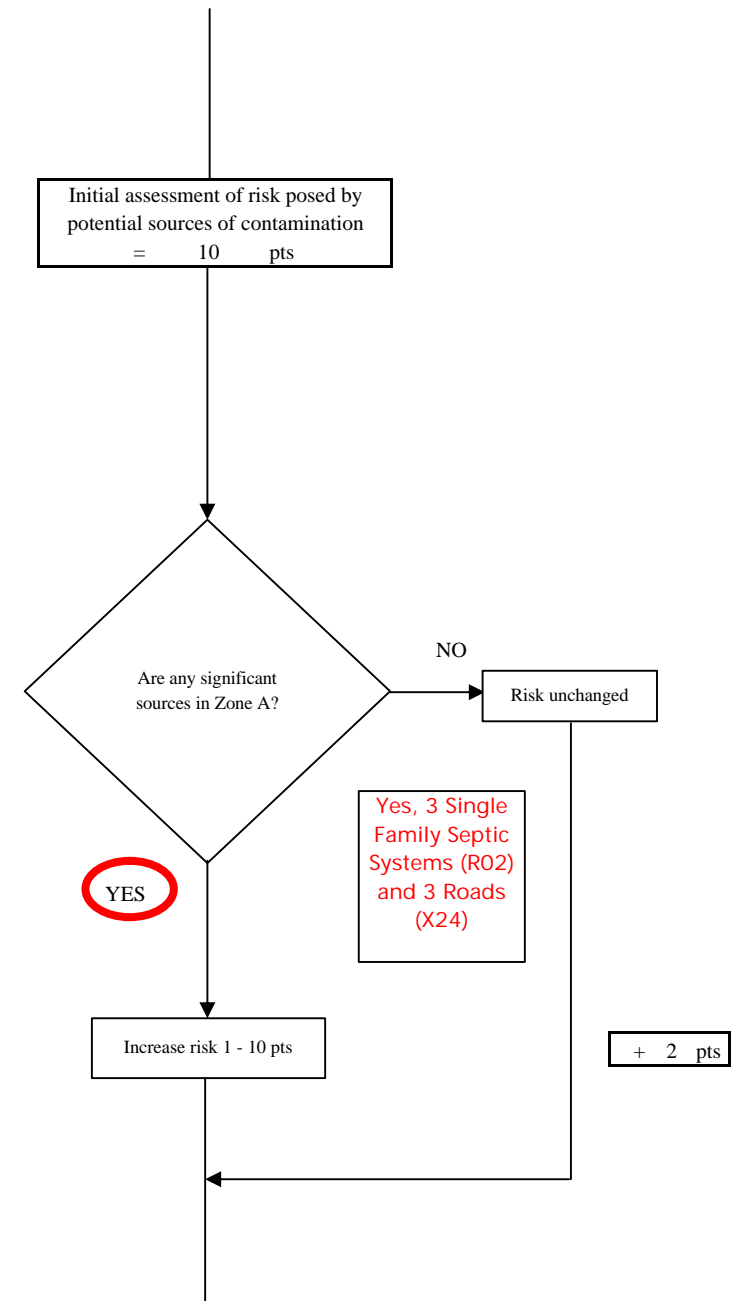 Initial assessment of risk posed by
potential sources of contamination
= 10 pts
Are any significant
sources in Zone A?
NO
Risk unchanged
Yes, 3 Single
Family Septic
Systems (R02)
and 3 Roads
(X24)
YES
Increase risk 1 - 10 pts
+ 2 pts